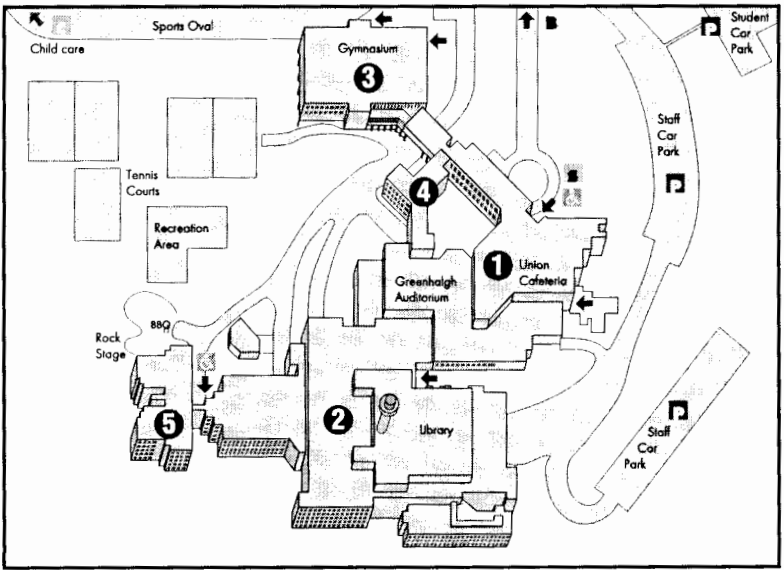 Child care
Sports Oval
Gymnasium
3
B
Student
Car
Park
P
Staff
Car
Park
P
Tennis
Courts
4
S
Recreation
Area
1
Union
Cafeteria
Greenhalgh
Auditorium
BBQ
Rock
Stage
5
2
Library
P
Staff
Car
Park